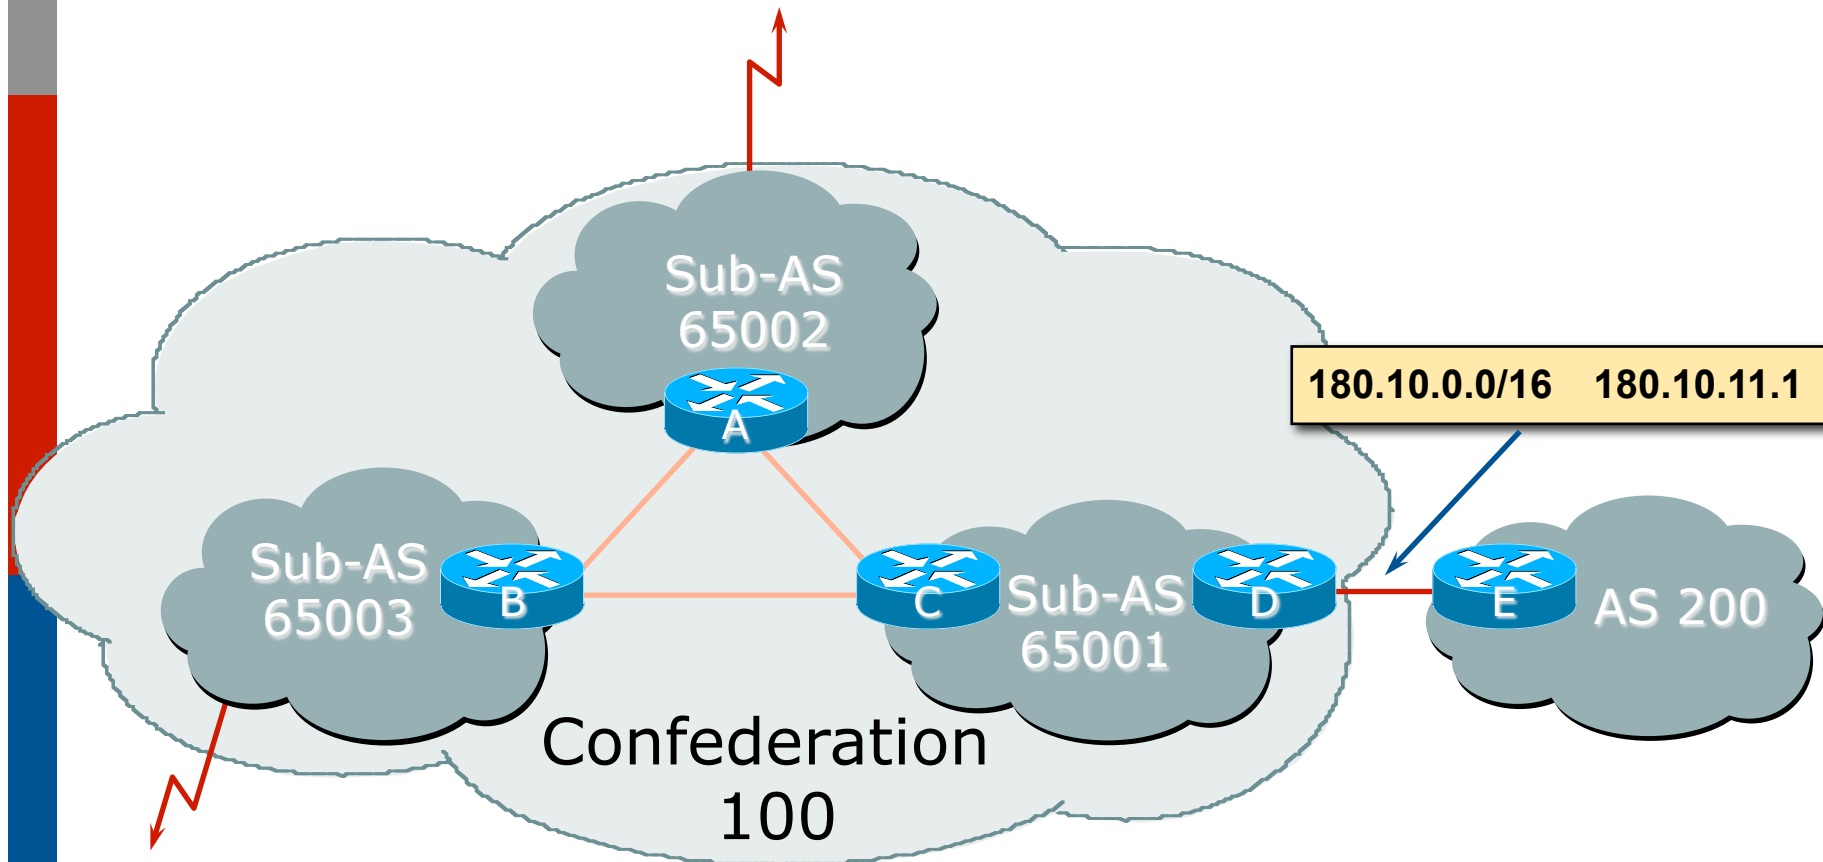 Sub-AS
65002
A
180.10.0.0/16 180.10.11.1
Sub-AS
65003
B
C
Sub-AS
65001
D
E
AS 200
Confederation
100